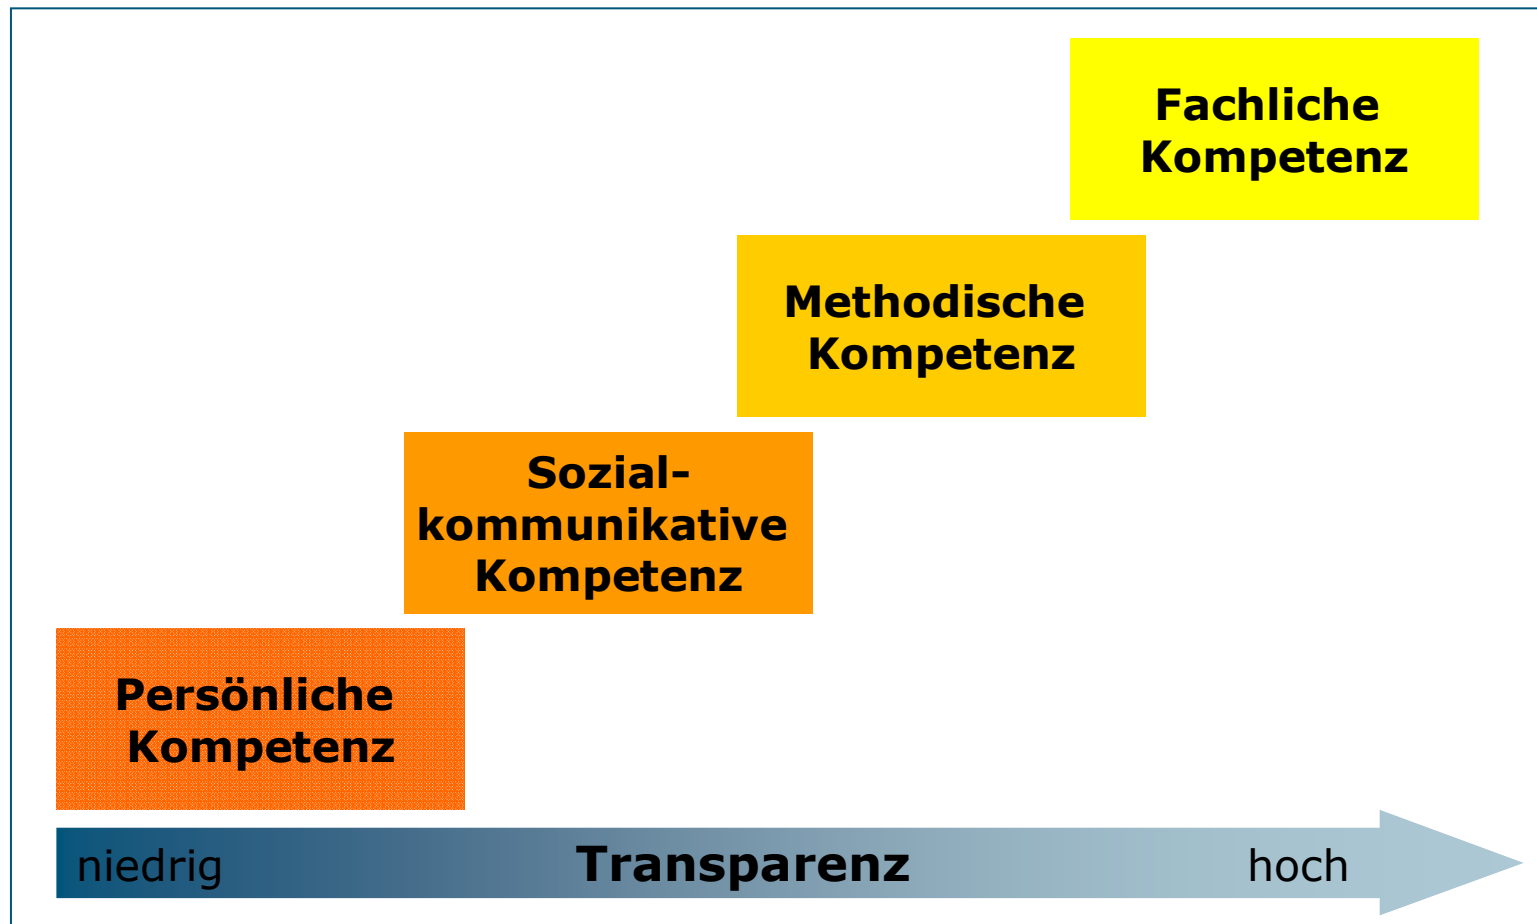 Fachliche
Kompetenz
Methodische
Kompetenz
Sozial-
kommunikative
Kompetenz
Persönliche
Kompetenz
niedrig Transparenz hoch